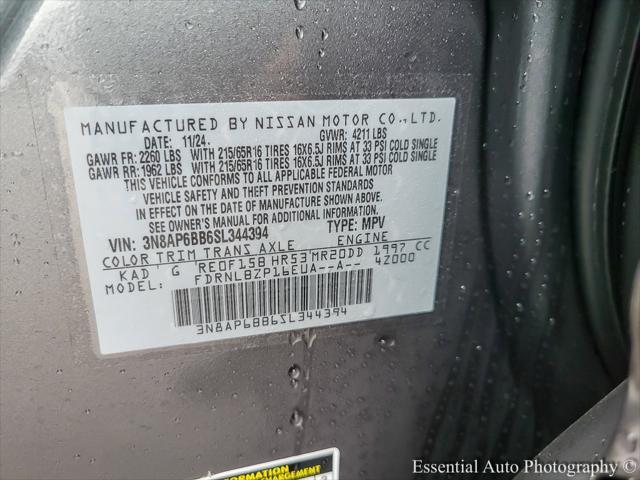 MANUFACTURED BY NISSAN MOTOR CO., LTD.
DATE: 11/24 GVWR: 4211 LBS
GAWR FR: 2260 LBS WITH 215/65R16 TIRES 16X6.5J RIMS AT 33 PSI COLD SINGLE
GAWR RR: 1962 LBS WITH 215/65R16 TIRES 16X6.5J RIMS AT 33 PSI COLD SINGLE
THIS VEHICLE CONFORMS TO ALL APPLICABLE FEDERAL MOTOR
VEHICLE SAFETY AND THEFT PREVENTION STANDARDS
IN EFFECT ON THE DATE OF MANUFACTURE SHOWN ABOVE.
SEE OWNER'S MANUAL FOR ADDITIONAL INFORMATION.
VIN: 3N8AP6BB6SL344394 TYPE: MPV
COLOR TRIM TRANS AXLE ENGINE
KAD G RE0F15B HR53 MR20DD 1997 CC
MODEL: FDRNLBZP16EUA--A-- 4Z000
3N8AP6BB6SL344394
INFORMATION
Essential Auto Photography ©